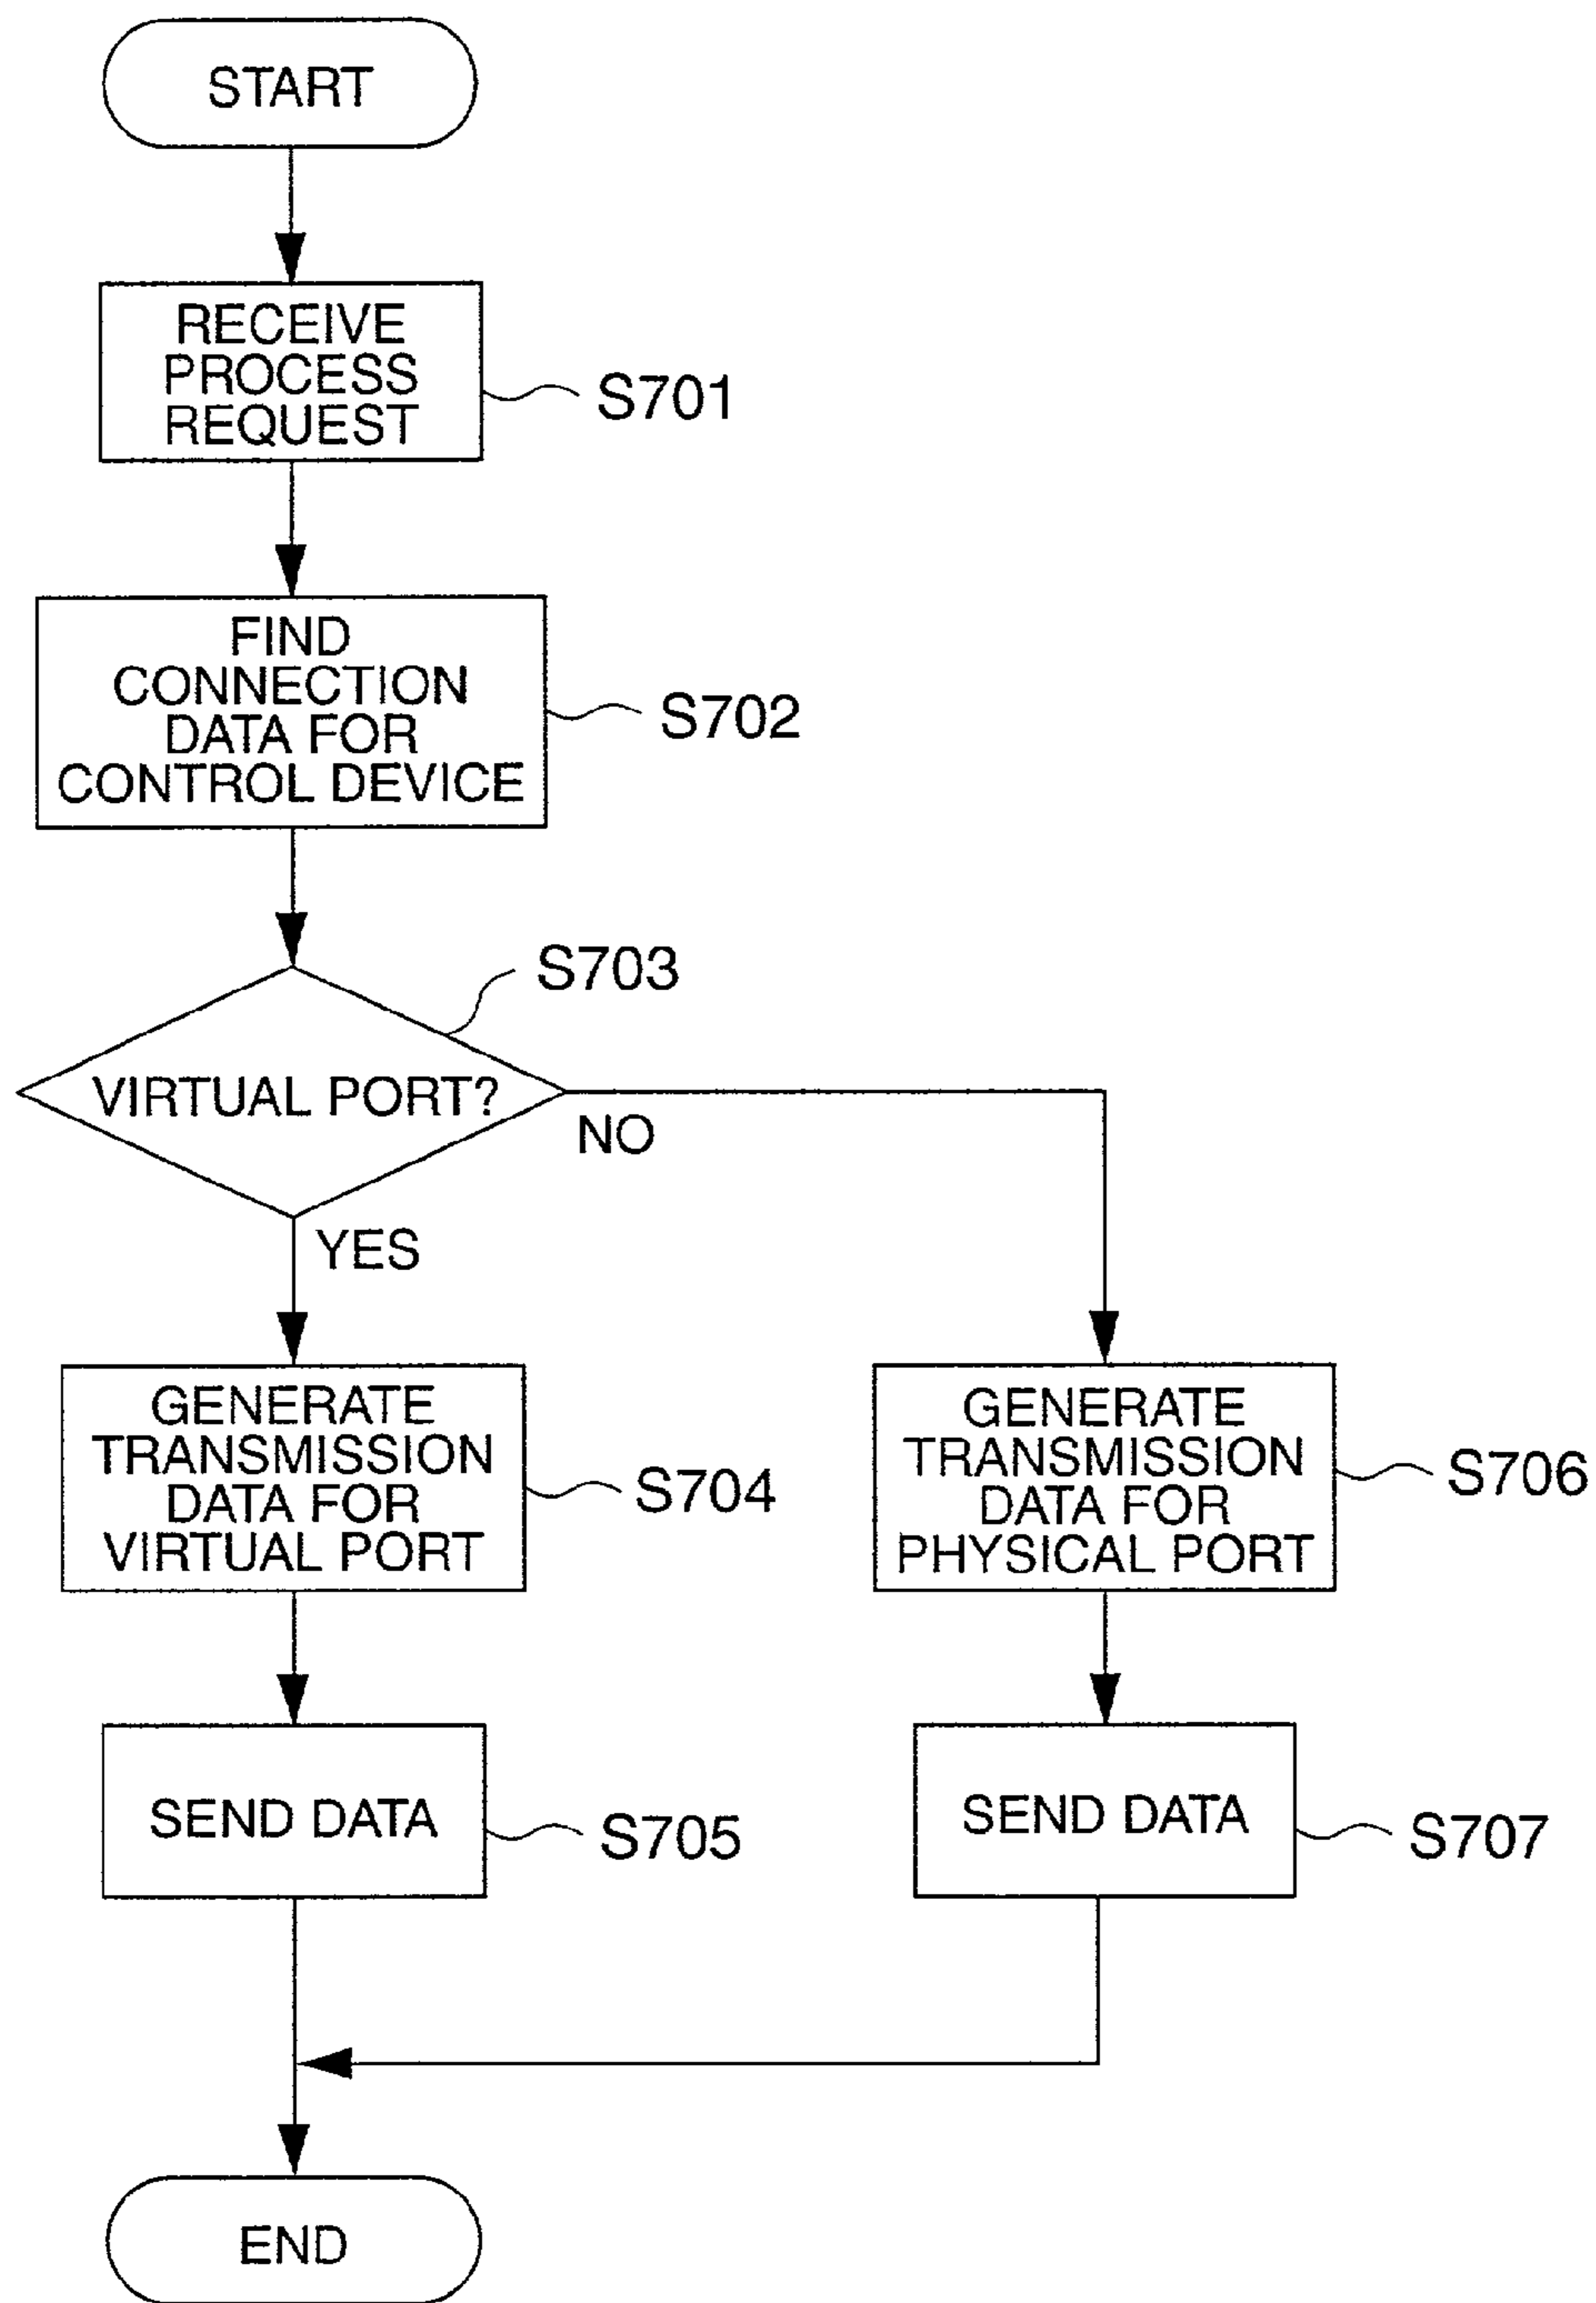 START
RECEIVE
PROCESS
REQUEST
S701
FIND
CONNECTION
DATA FOR
CONTROL DEVICE
S702
S703
VIRTUAL PORT?
NO
YES
GENERATE
TRANSMISSION
DATA FOR
VIRTUAL PORT
S704
GENERATE
TRANSMISSION
DATA FOR
PHYSICAL PORT
S706
SEND DATA
S705
SEND DATA
S707
END